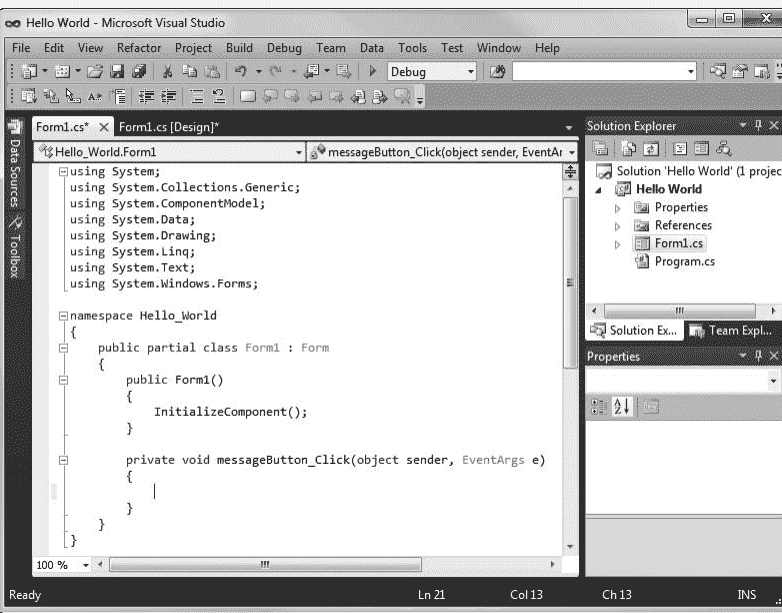 Hello World - Microsoft Visual Studio
File Edit View Refactor Project Build Debug Team Data Tools Test Window Help
Debug
Form1.cs* Form1.cs [Design]*
Hello_World.Form1 messageButton_Click(object sender, EventAr
Data Sources
Toolbox
using System;
using System.Collections.Generic;
using System.ComponentModel;
using System.Data;
using System.Drawing;
using System.Linq;
using System.Text;
using System.Windows.Forms;
namespace Hello_World
{
public partial class Form1 : Form
{
public Form1()
{
InitializeComponent();
}
private void messageButton_Click(object sender, EventArgs e)
{
}
}
}
100 %
Solution Explorer
Solution 'Hello World' (1 projec
Hello World
Properties
References
Form1.cs
Program.cs
Solution Ex... Team Expl...
Properties
Ready Ln 21 Col 13 Ch 13 INS